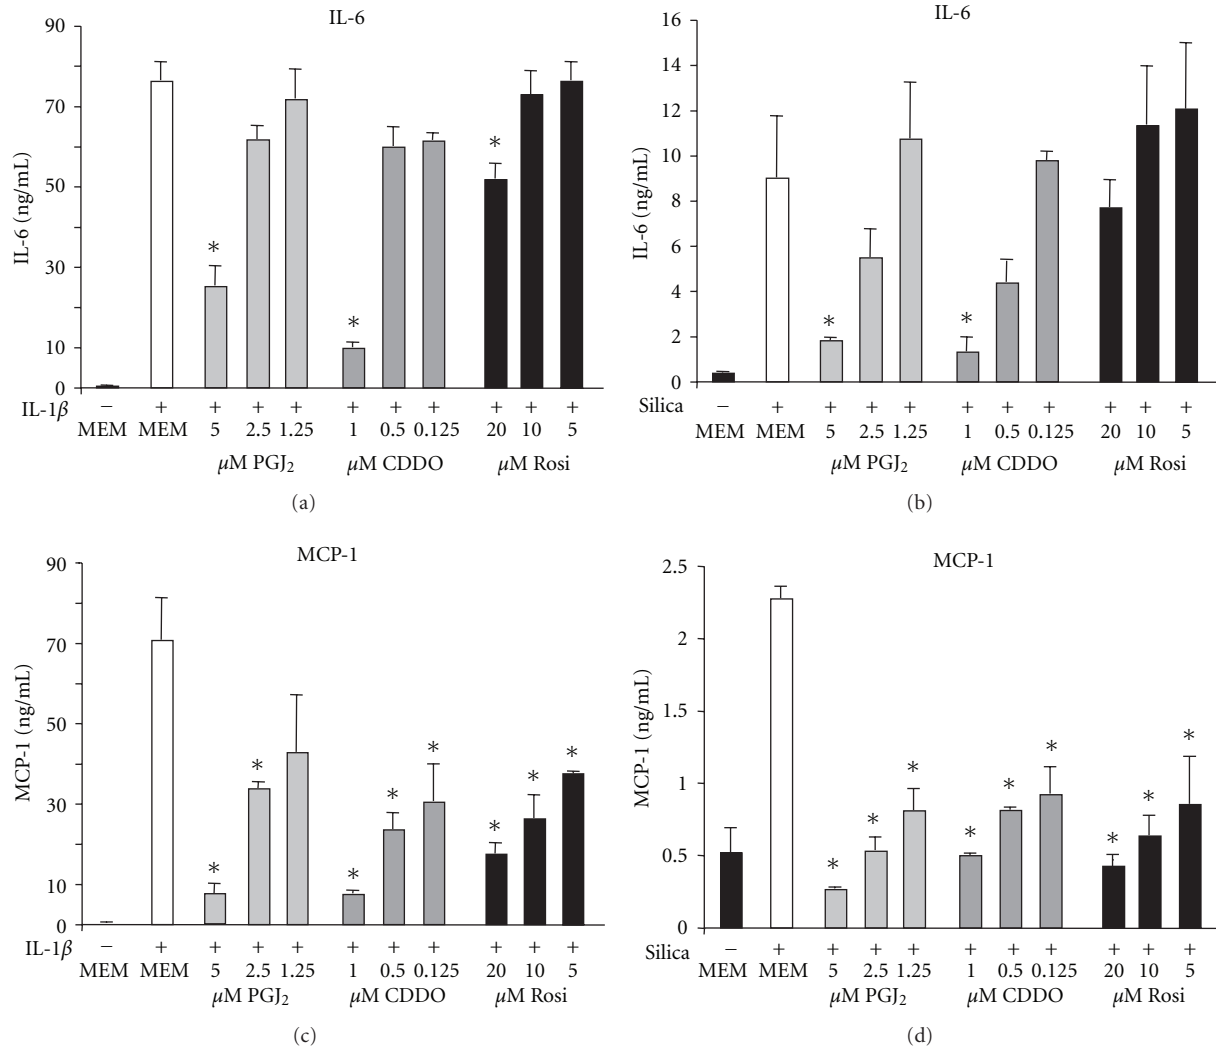 IL-6
90
70
50
30
10
0
IL-6 (ng/mL)
* * *
IL-1β − + + + + + + + + + +
MEM MEM 5 2.5 1.25 1 0.5 0.125 20 10 5
μM PGJ2 μM CDDO μM Rosi
(a)
IL-6
16
14
12
10
8
6
4
2
0
IL-6 (ng/mL)
* *
Silica − + + + + + + + + + +
MEM MEM 5 2.5 1.25 1 0.5 0.125 20 10 5
μM PGJ2 μM CDDO μM Rosi
(b)
MCP-1
90
70
50
30
10
0
MCP-1 (ng/mL)
* * * * * * * *
IL-1β − + + + + + + + + + +
MEM MEM 5 2.5 1.25 1 0.5 0.125 20 10 5
μM PGJ2 μM CDDO μM Rosi
(c)
MCP-1
2.5
2
1.5
1
0.5
0
MCP-1 (ng/mL)
* * * * * * * * *
Silica − + + + + + + + + + +
MEM MEM 5 2.5 1.25 1 0.5 0.125 20 10 5
μM PGJ2 μM CDDO μM Rosi
(d)